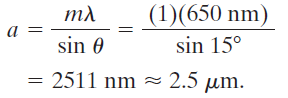 a = mλ / sin θ = (1)(650 nm) / sin 15°
= 2511 nm ≈ 2.5 μm.